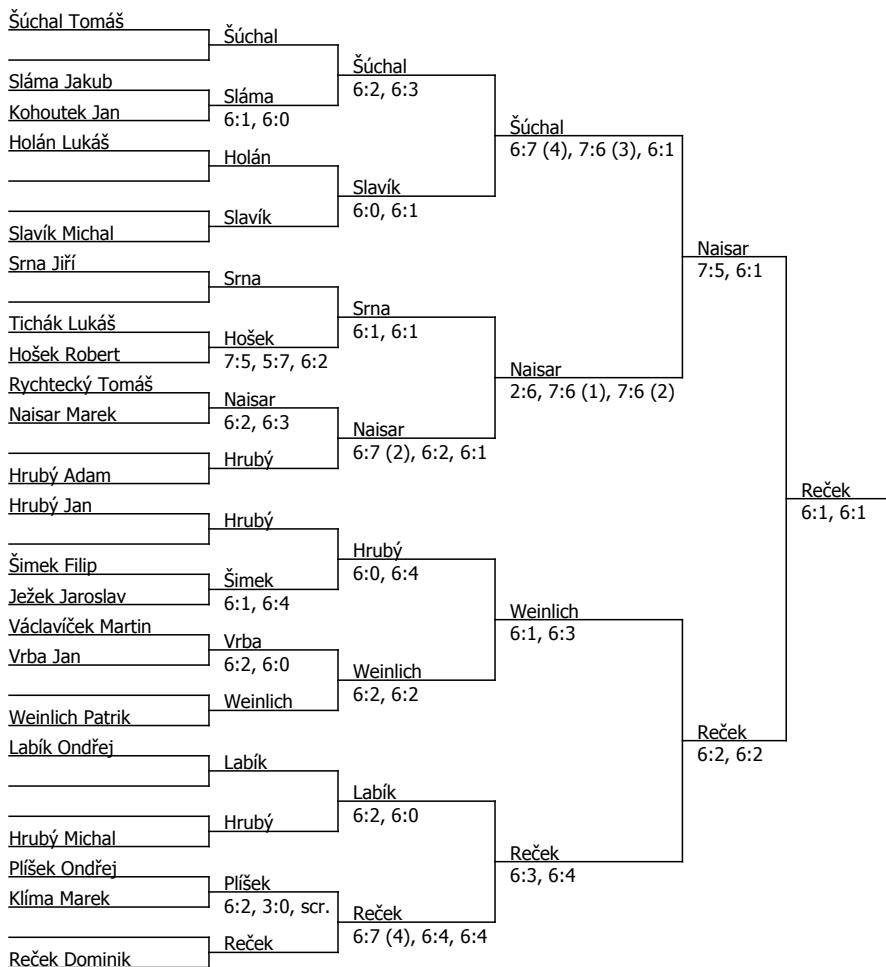 Šúchal Tomáš
Sláma Jakub
Kohoutek Jan
Holán Lukáš
Slavík Michal
Srna Jiří
Tichák Lukáš
Hošek Robert
Rychtecký Tomáš
Naisar Marek
Hrubý Adam
Hrubý Jan
Šimek Filip
Ježek Jaroslav
Václavíček Martin
Vrba Jan
Weinlich Patrik
Labík Ondřej
Hrubý Michal
Plíšek Ondřej
Klíma Marek
Reček Dominik
Šúchal
Sláma
6:1, 6:0
Holán
Slavík
Srna
Hošek
7:5, 5:7, 6:2
Naisar
6:2, 6:3
Hrubý
Hrubý
Šimek
6:1, 6:4
Vrba
6:2, 6:0
Weinlich
Labík
Hrubý
Plíšek
6:2, 3:0, scr.
Reček
Šúchal
6:2, 6:3
Slavík
6:0, 6:1
Srna
6:1, 6:1
Naisar
6:7 (2), 6:2, 6:1
Hrubý
6:0, 6:4
Weinlich
6:2, 6:2
Labík
6:2, 6:0
Reček
6:7 (4), 6:4, 6:4
Šúchal
6:7 (4), 7:6 (3), 6:1
Naisar
2:6, 7:6 (1), 7:6 (2)
Weinlich
6:1, 6:3
Reček
6:3, 6:4
Naisar
7:5, 6:1
Reček
6:2, 6:2
Reček
6:1, 6:1